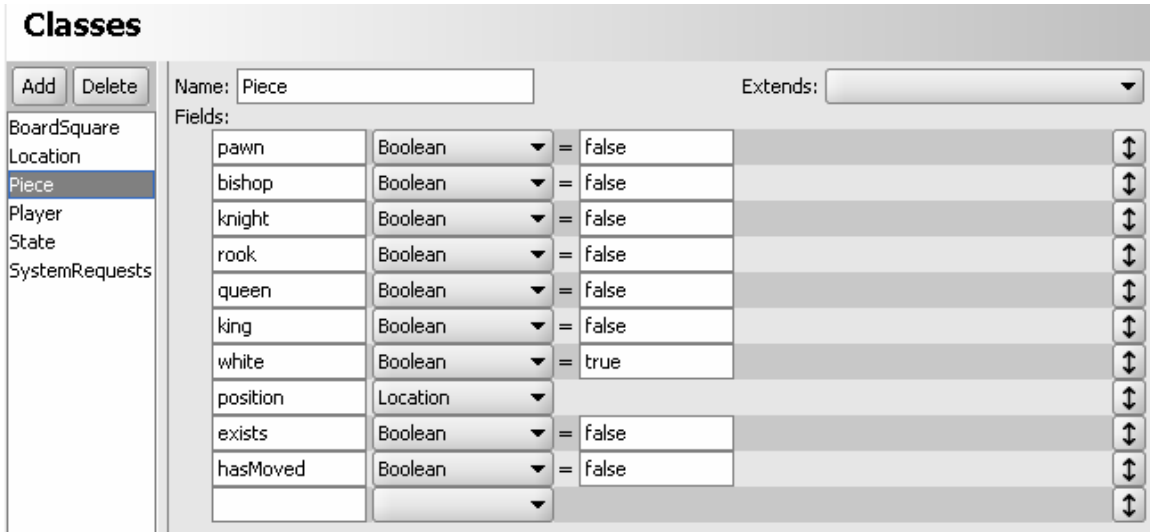 Classes
Add Delete
Name: Piece Extends:
Fields:
BoardSquare
Location
Piece
Player
State
SystemRequests
pawn Boolean = false
bishop Boolean = false
knight Boolean = false
rook Boolean = false
queen Boolean = false
king Boolean = false
white Boolean = true
position Location
exists Boolean = false
hasMoved Boolean = false